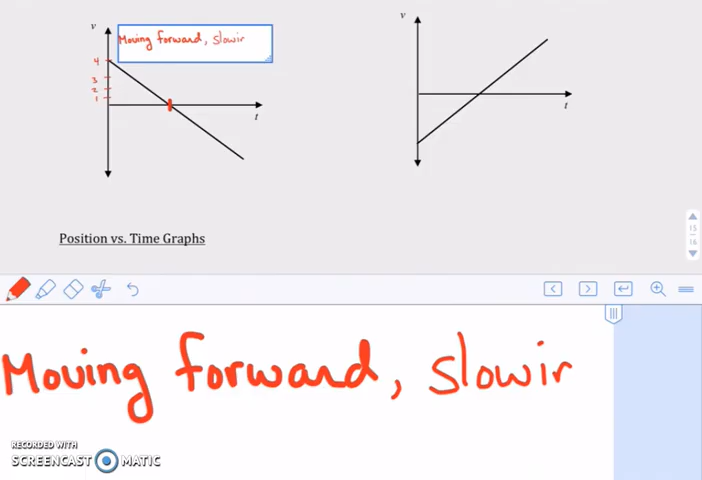 v
v
Moving forward, slowir
4
3
2
1
t
t
Position vs. Time Graphs
15
16
Moving forward, slowir
RECORDED WITH
SCREENCAST MATIC